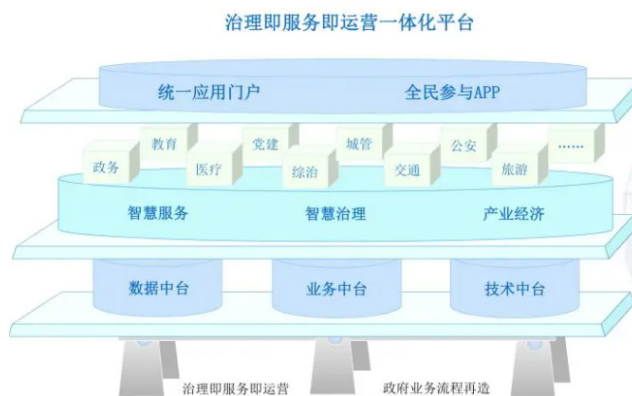 治理即服务即运营一体化平台
统一应用门户 全民参与APP
教育 党建 城管 公安 ......
政务 医疗 综治 交通 旅游
智慧服务 智慧治理 产业经济
数据中台 业务中台 技术中台
治理即服务即运营 政府业务流程再造